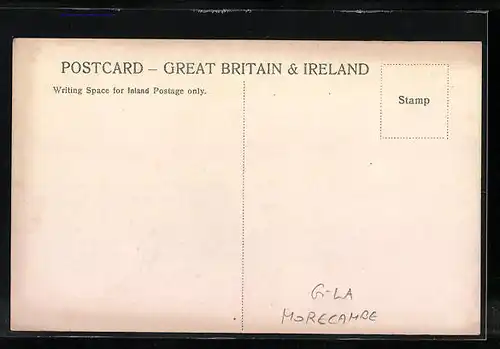 POSTCARD – GREAT BRITAIN & IRELAND
Writing Space for Inland Postage only.
Stamp
G-LA
MORECAMBE